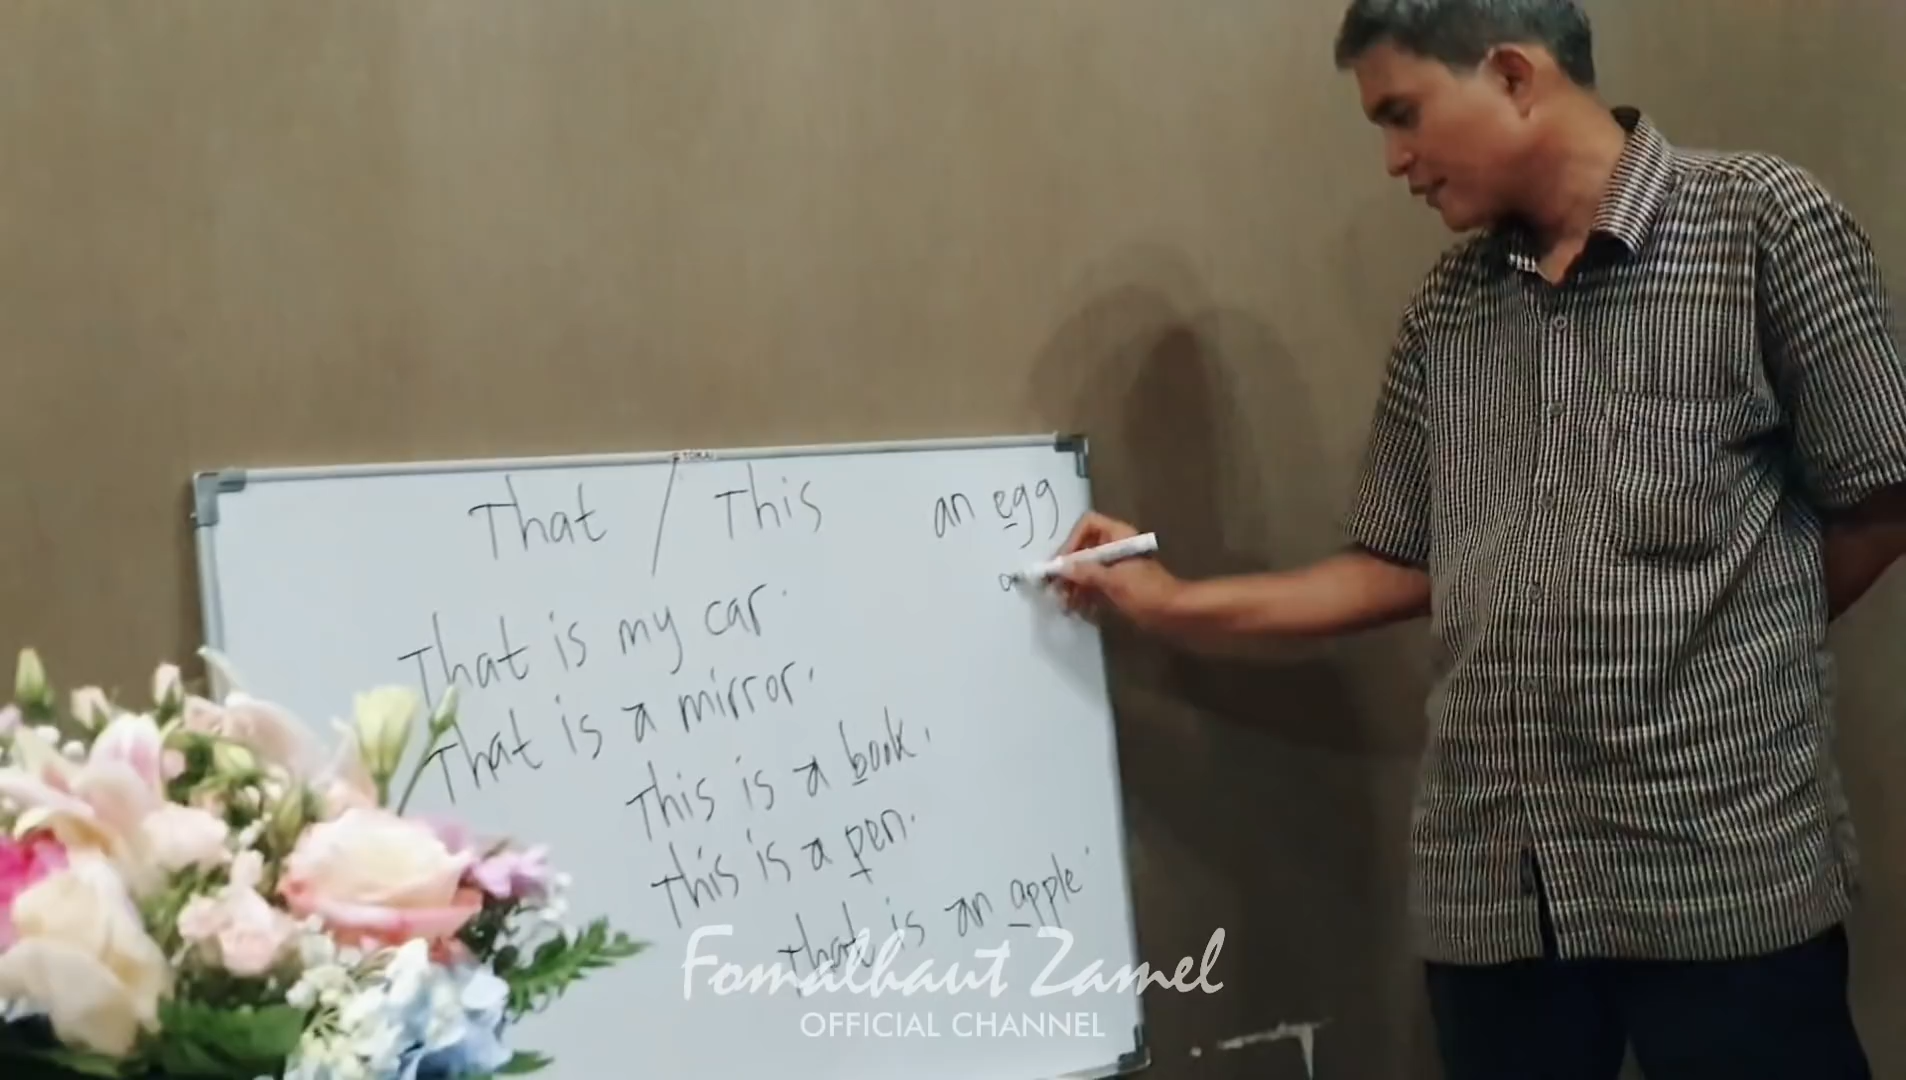 That / This
an egg
That is my car.
That is a mirror.
This is a book.
This is a pen.
that is an apple.
Fomalhaut Zamel
OFFICIAL CHANNEL